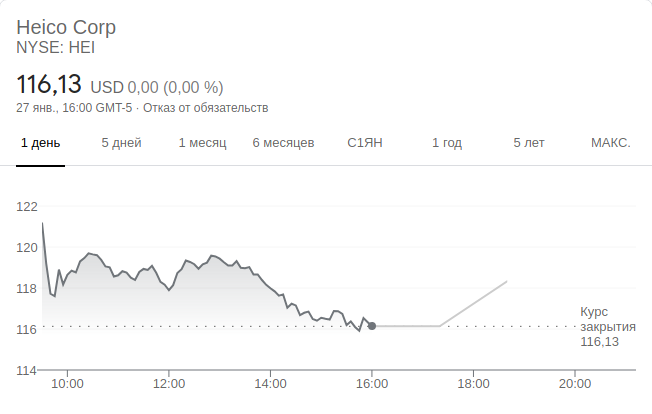 Heico Corp
NYSE: HEI
116,13 USD 0,00 (0,00 %)
27 янв., 16:00 GMT-5 · Отказ от обязательств
1 день 5 дней 1 месяц 6 месяцев С1ЯН 1 год 5 лет МАКС.
122
120
118
116
114
Курс
закрытия
116,13
10:00 12:00 14:00 16:00 18:00 20:00